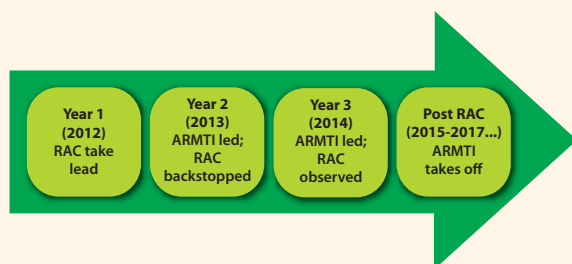 Year 1
(2012)
RAC take
lead
Year 2
(2013)
ARMTI led;
RAC
backstopped
Year 3
(2014)
ARMTI led;
RAC
observed
Post RAC
(2015-2017...)
ARMTI
takes off